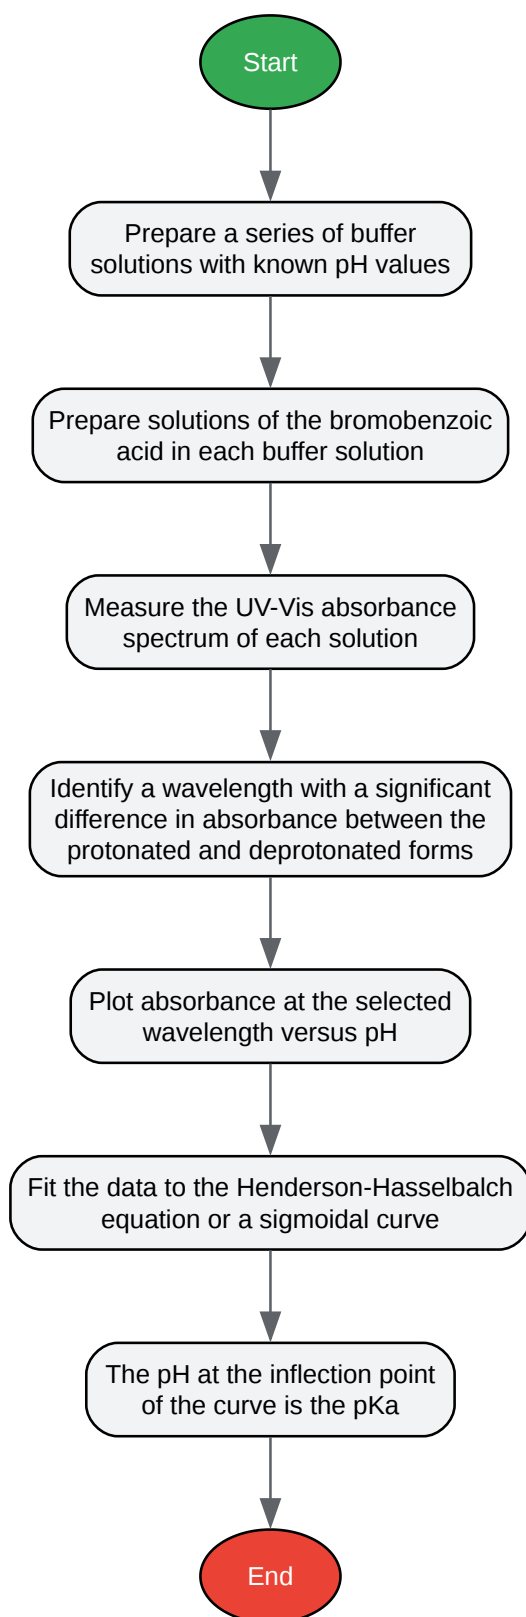 Start
Prepare a series of buffer
solutions with known pH values
Prepare solutions of the bromobenzoic
acid in each buffer solution
Measure the UV-Vis absorbance
spectrum of each solution
Identify a wavelength with a significant
difference in absorbance between the
protonated and deprotonated forms
Plot absorbance at the selected
wavelength versus pH
Fit the data to the Henderson-Hasselbalch
equation or a sigmoidal curve
The pH at the inflection point
of the curve is the pKa
End